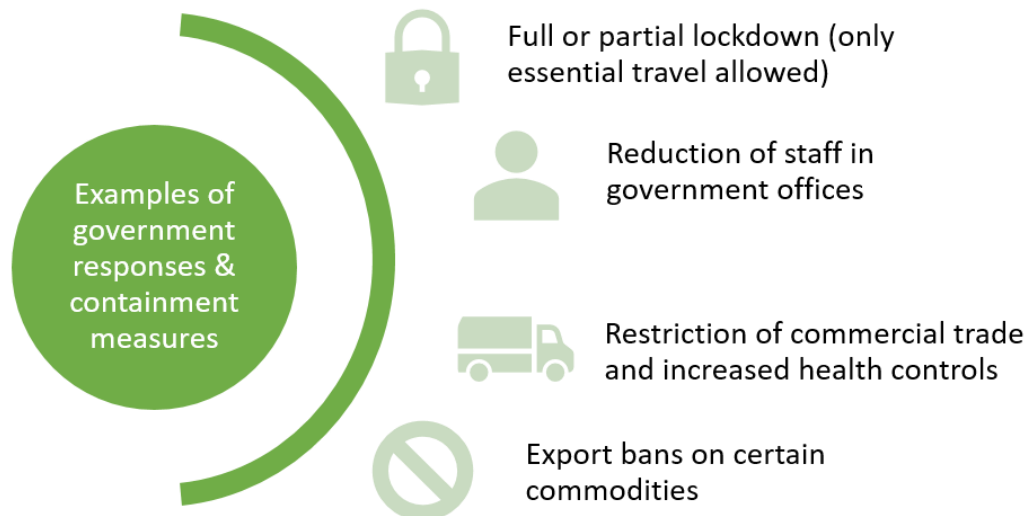 Examples of
government
responses &
containment
measures
Full or partial lockdown (only
essential travel allowed)
Reduction of staff in
government offices
Restriction of commercial trade
and increased health controls
Export bans on certain
commodities